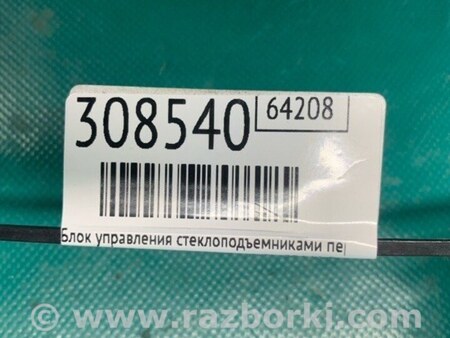 308540
64208
Блок управления стеклоподъемниками пе
© www.razborki.com